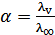 α = λᵥ / λ∞